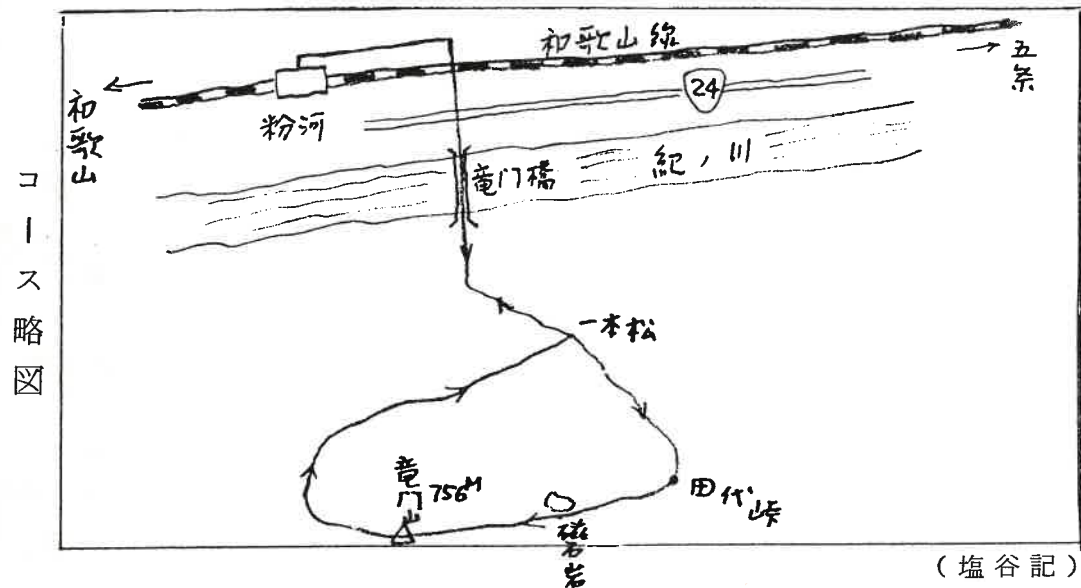 コース略図
和歌山線
→五条
24
←和歌山
粉河
竜門橋
紀ノ川
一本松
竜門山
756M
田代峠
磁石岩
(塩谷記)